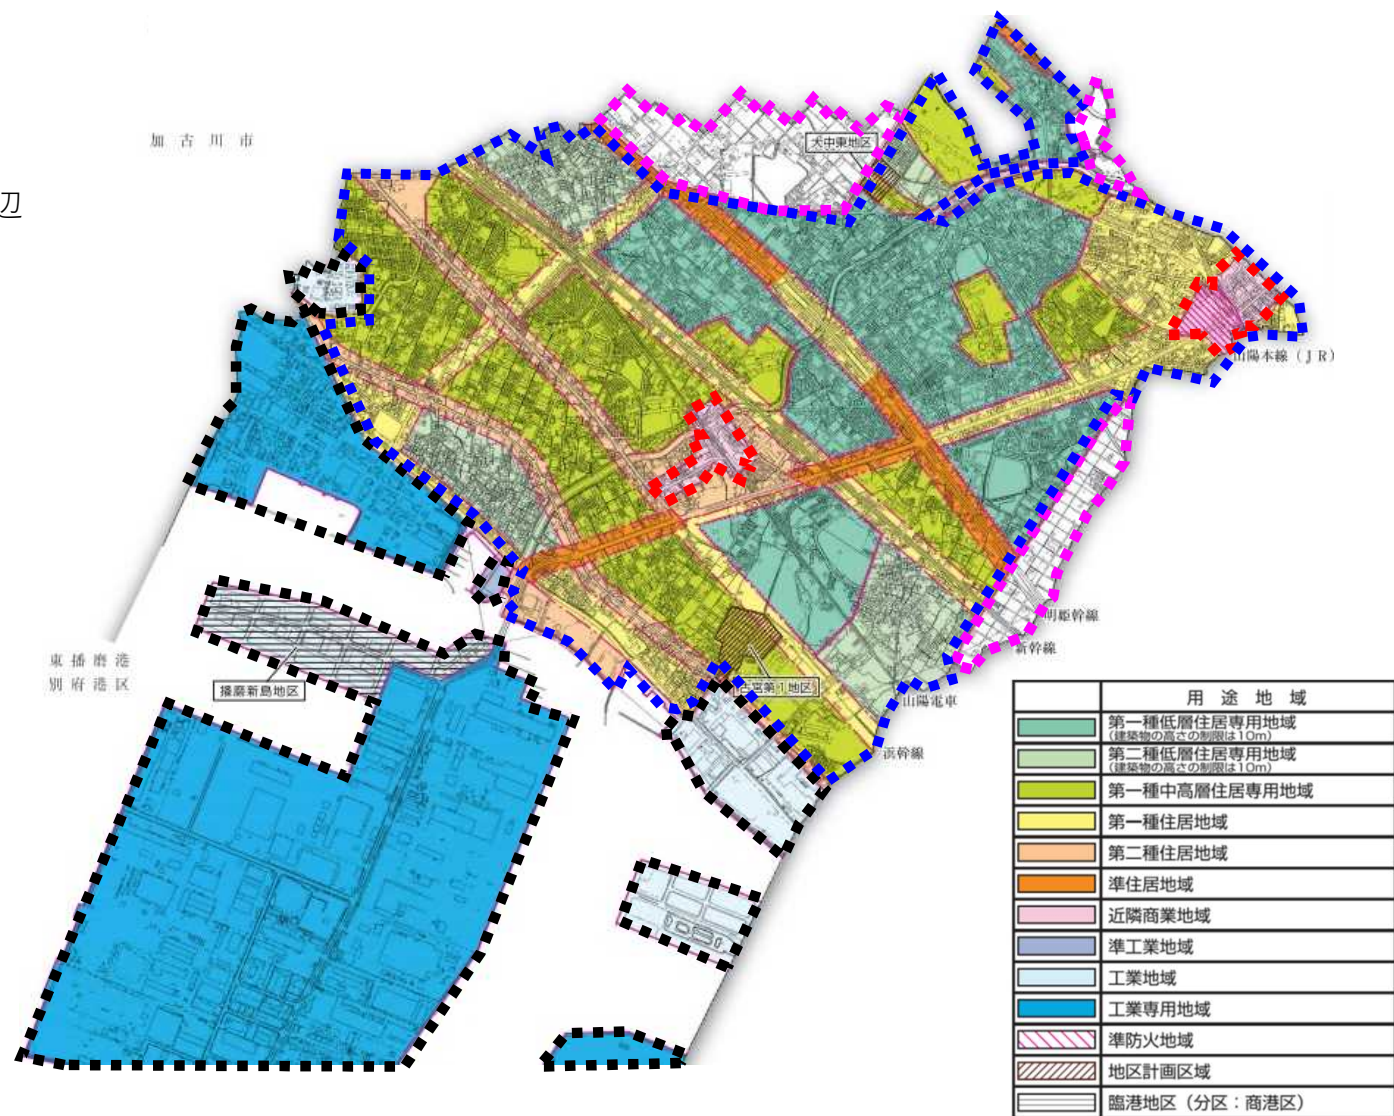 加古川市
辺
大中東地区
山陽本線（ＪＲ）
明姫幹線
新幹線
山陽電車
浜幹線
古宮第１地区
播磨新島地区
東播磨港
別府港区
用途地域
第一種低層住居専用地域
（建築物の高さの制限は10m）
第二種低層住居専用地域
（建築物の高さの制限は10m）
第一種中高層住居専用地域
第一種住居地域
第二種住居地域
準住居地域
近隣商業地域
準工業地域
工業地域
工業専用地域
準防火地域
地区計画区域
臨港地区（分区：商港区）